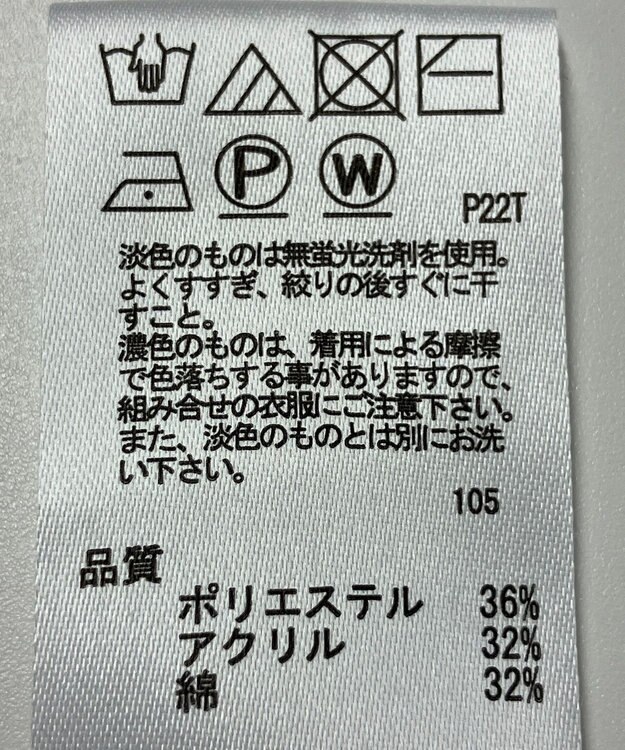 P W
P22T
淡色のものは無蛍光洗剤を使用。
よくすすぎ、絞りの後すぐに干
すこと。
濃色のものは、着用による摩擦
で色落ちする事がありますので、
組み合せの衣服にご注意下さい。
また、淡色のものとは別にお洗
い下さい。
105
品質
ポリエステル 36%
アクリル 32%
綿 32%